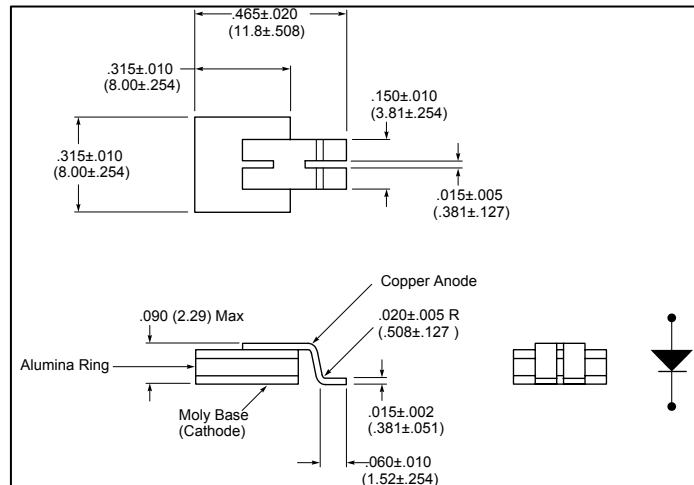 .465±.020
(11.8±.508)
.315±.010
(8.00±.254)
.150±.010
(3.81±.254)
.315±.010
(8.00±.254)
.015±.005
(.381±.127)
Copper Anode
.090 (2.29) Max
.020±.005 R
(.508±.127 )
Alumina Ring
Moly Base
(Cathode)
.015±.002
(.381±.051)
.060±.010
(1.52±.254)